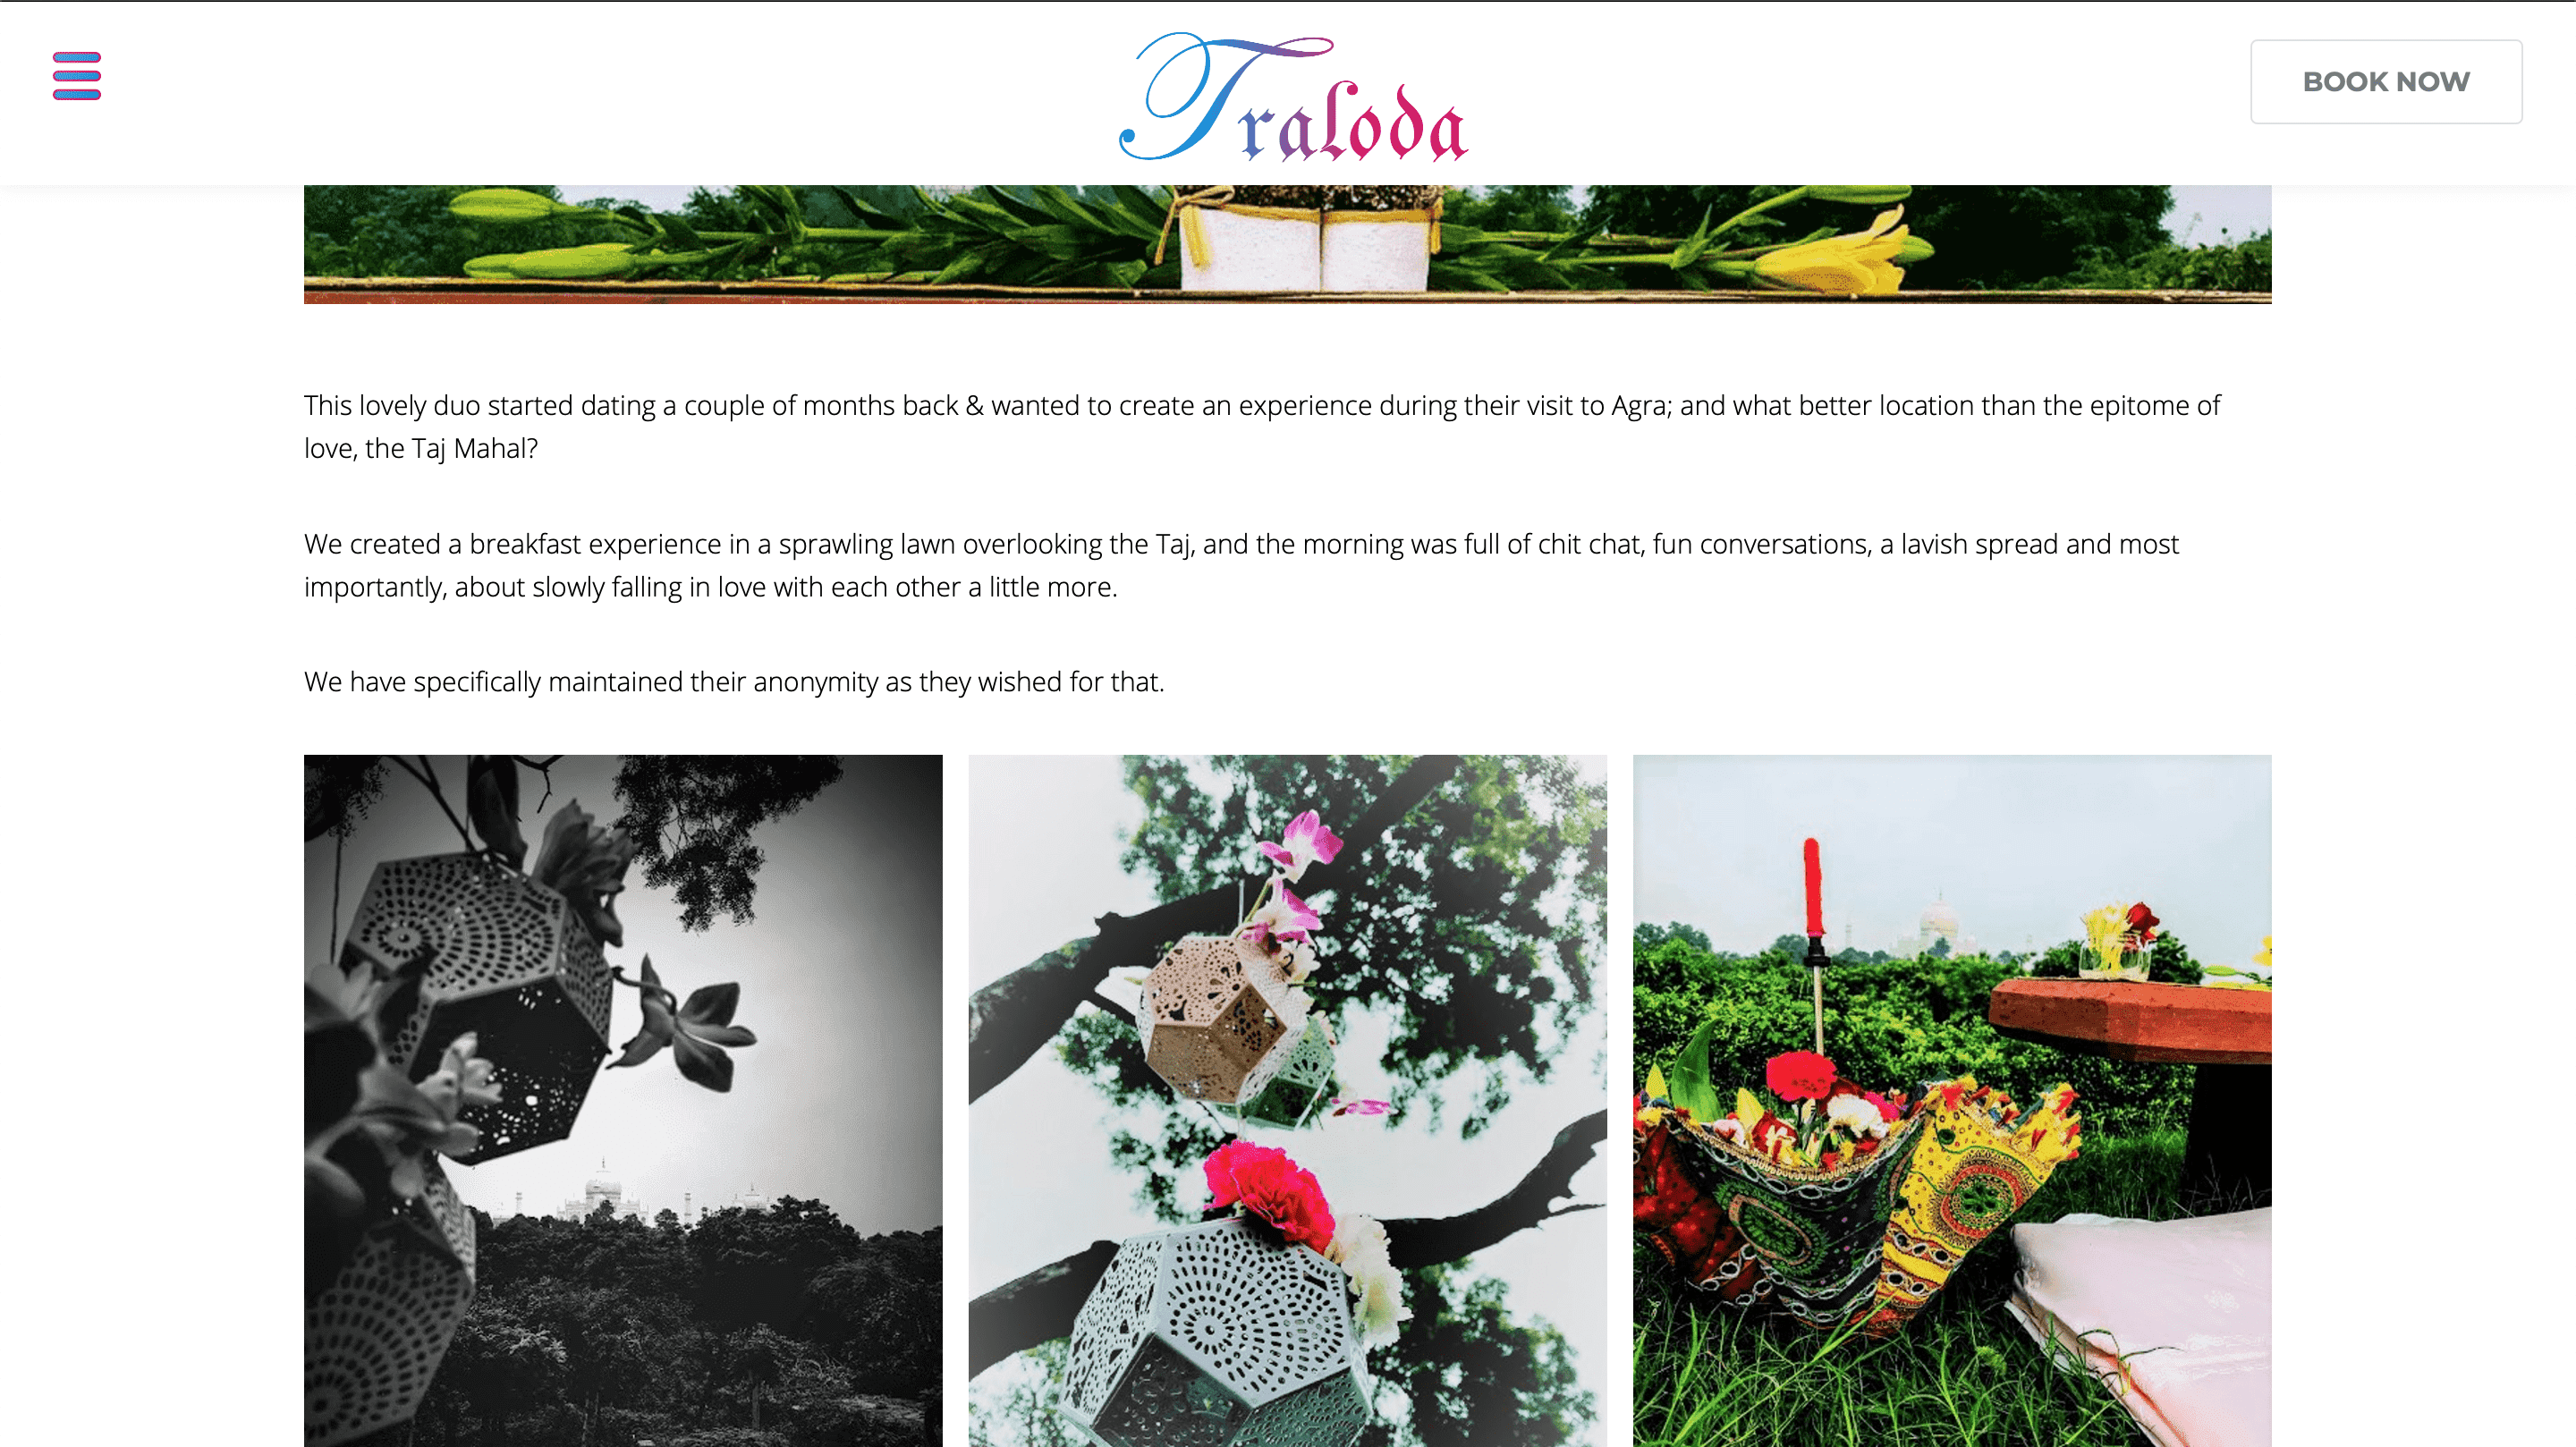 Traloda
BOOK NOW
This lovely duo started dating a couple of months back & wanted to create an experience during their visit to Agra; and what better location than the epitome of
love, the Taj Mahal?
We created a breakfast experience in a sprawling lawn overlooking the Taj, and the morning was full of chit chat, fun conversations, a lavish spread and most
importantly, about slowly falling in love with each other a little more.
We have specifically maintained their anonymity as they wished for that.